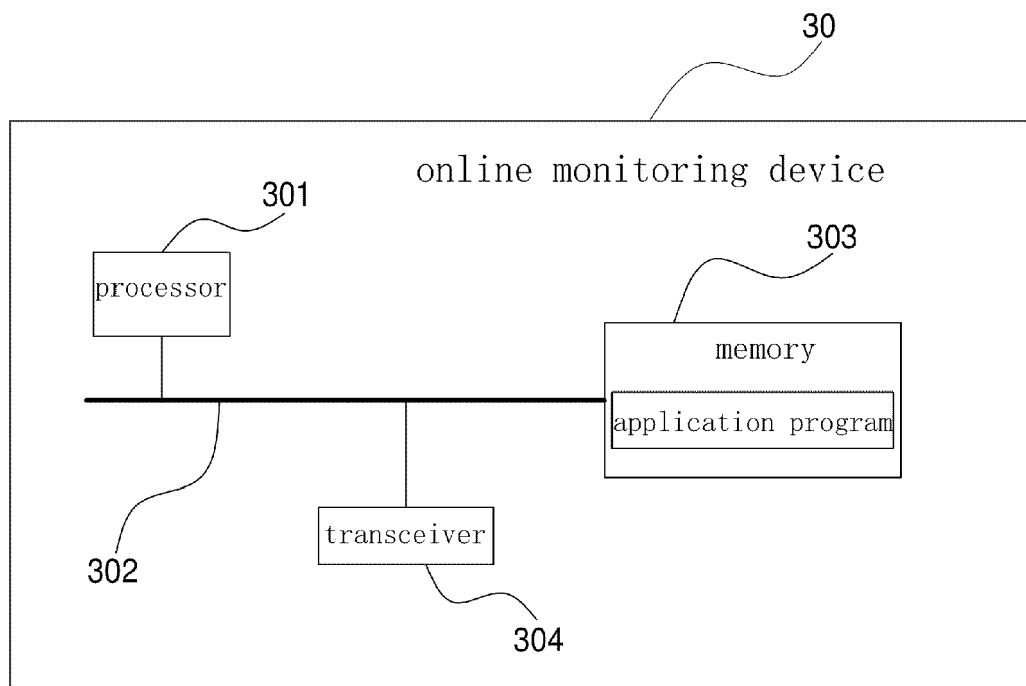 30
online monitoring device
301
303
processor
memory
application program
transceiver
302
304